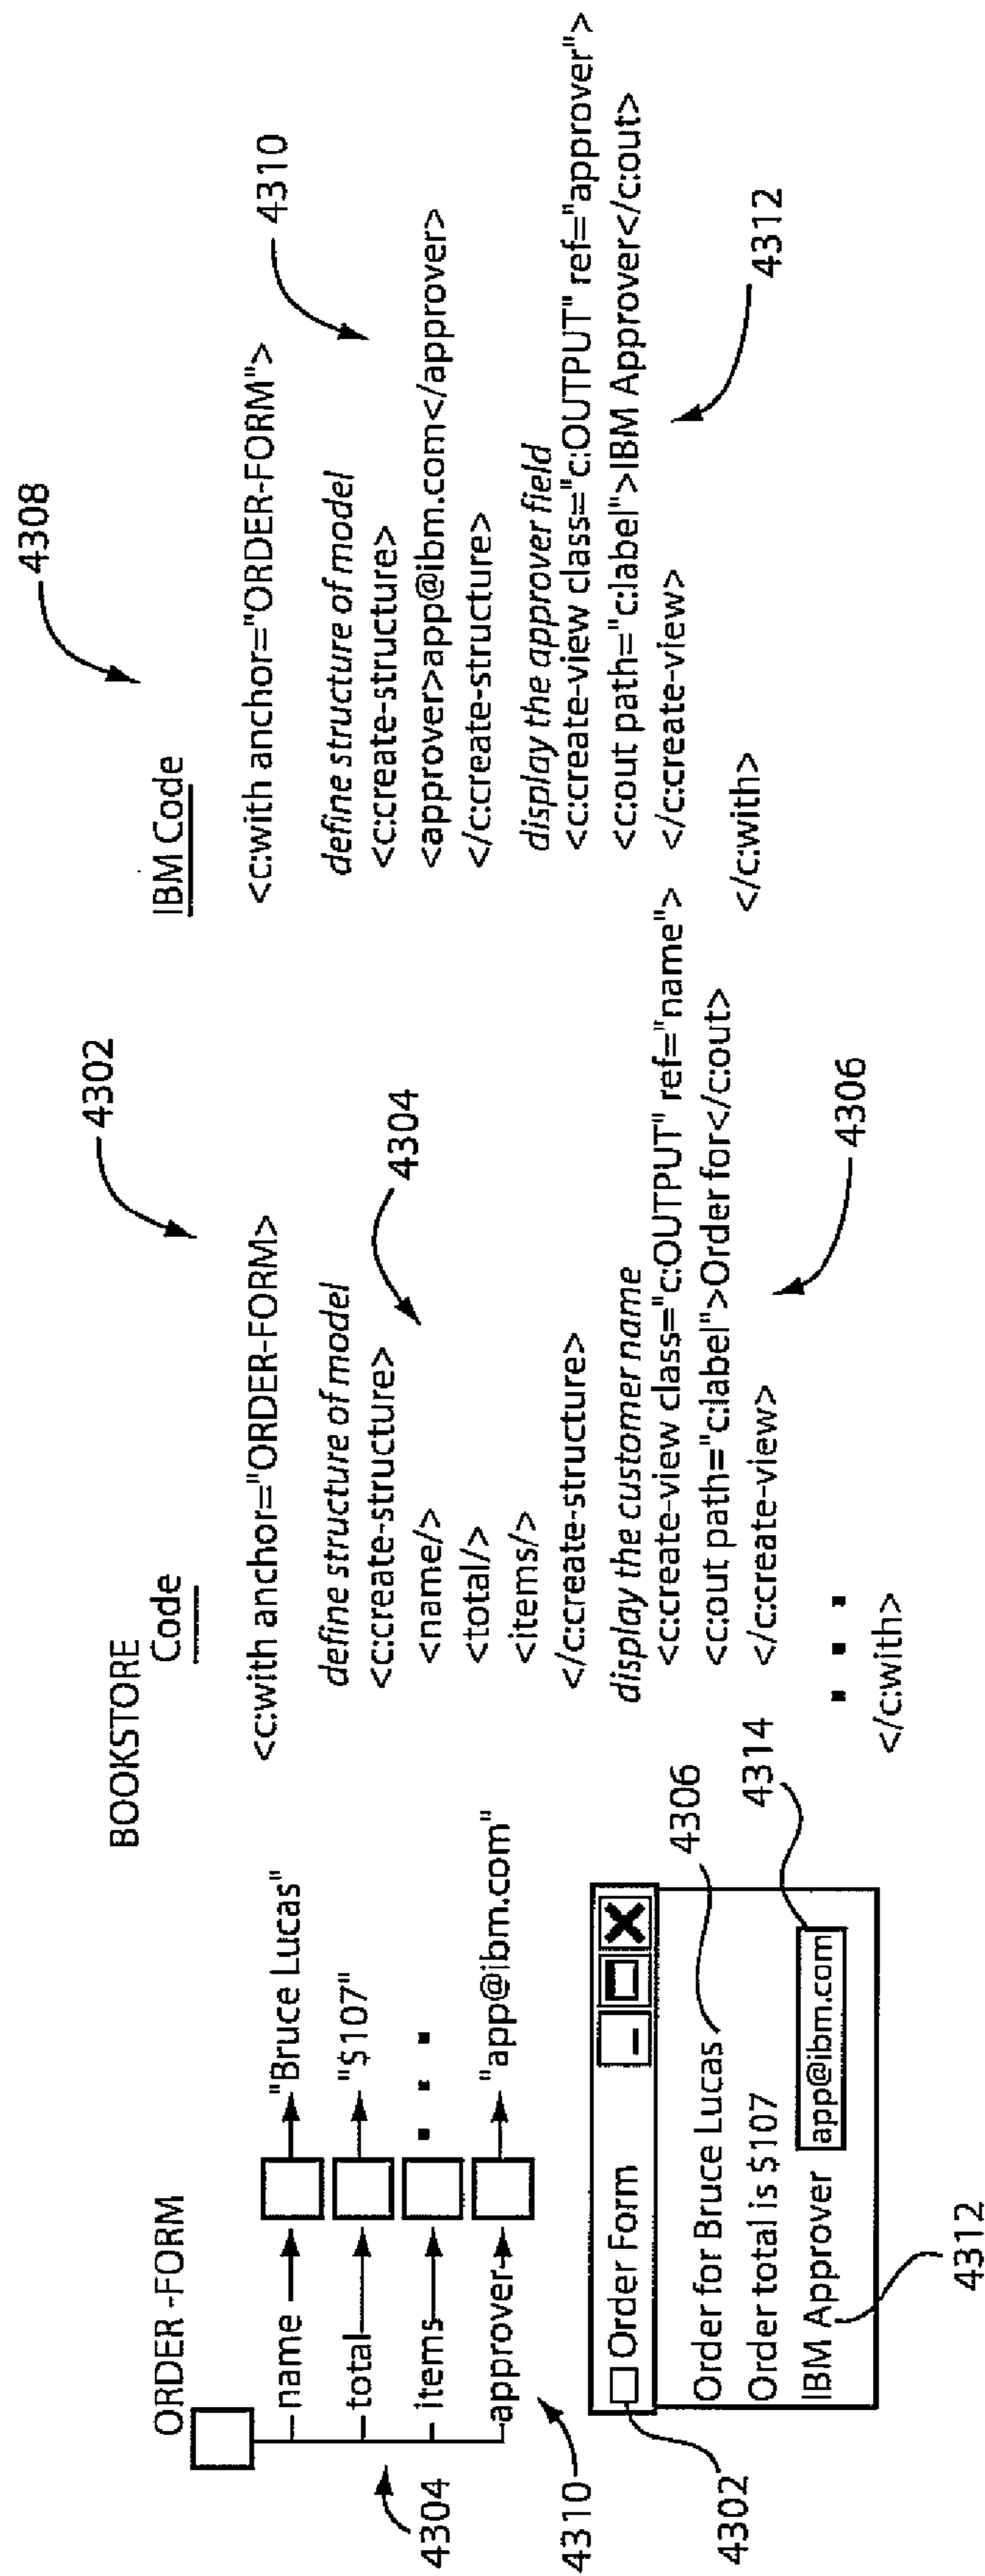 ORDER-FORM
name
"Bruce Lucas"
total
"$107"
items
approver
"app@ibm.com"
4304
4310
Order Form
Order for Bruce Lucas
Order total is $107
IBM Approver
app@ibm.com
4302
4306
4314
4312
BOOKSTORE
Code
4302
<c:with anchor="ORDER-FORM>
define structure of model
<c:create-structure>
<name/>
<total/>
<items/>
</c:create-structure>
4304
display the customer name
<c:create-view class="c:OUTPUT" ref="name">
<c:out path="c:label">Order for</c:out>
</c:create-view>
4306
</c:with>
IBM Code
4308
<c:with anchor="ORDER-FORM">
4310
define structure of model
<c:create-structure>
<approver>app@ibm.com</approver>
</c:create-structure>
display the approver field
<c:create-view class="c:OUTPUT" ref="approver">
<c:out path="c:label">IBM Approver</c:out>
</c:create-view>
4312
</c:with>